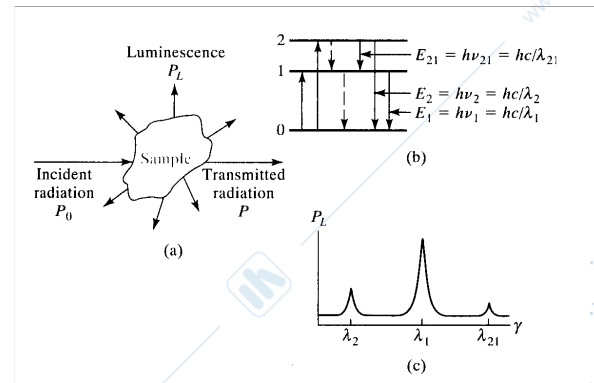 Luminescence
P_L
Sample
Incident
radiation
P_0
Transmitted
radiation
P
(a)
2
1
0
E_21 = hν_21 = hc/λ_21
E_2 = hν_2 = hc/λ_2
E_1 = hν_1 = hc/λ_1
(b)
P_L
λ_2 λ_1 λ_21 γ
(c)
www